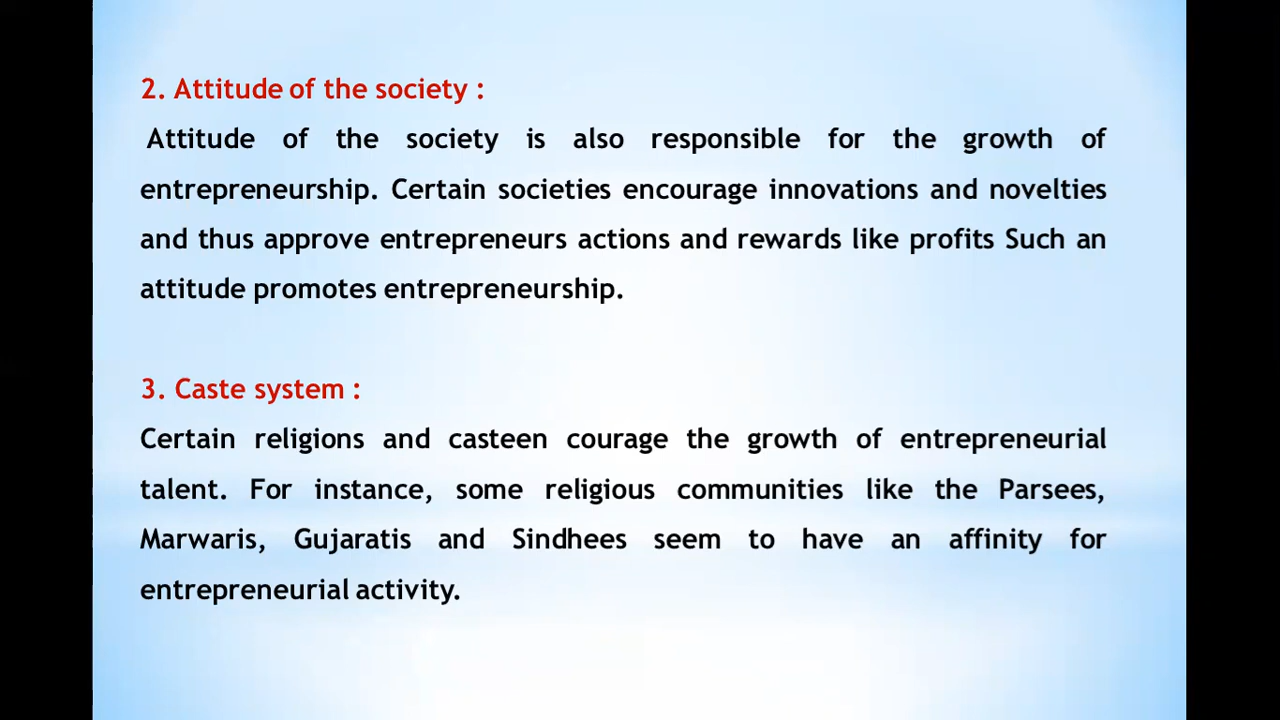 2. Attitude of the society :
Attitude of the society is also responsible for the growth of
entrepreneurship. Certain societies encourage innovations and novelties
and thus approve entrepreneurs actions and rewards like profits Such an
attitude promotes entrepreneurship.
3. Caste system :
Certain religions and casteen courage the growth of entrepreneurial
talent. For instance, some religious communities like the Parsees,
Marwaris, Gujaratis and Sindhees seem to have an affinity for
entrepreneurial activity.